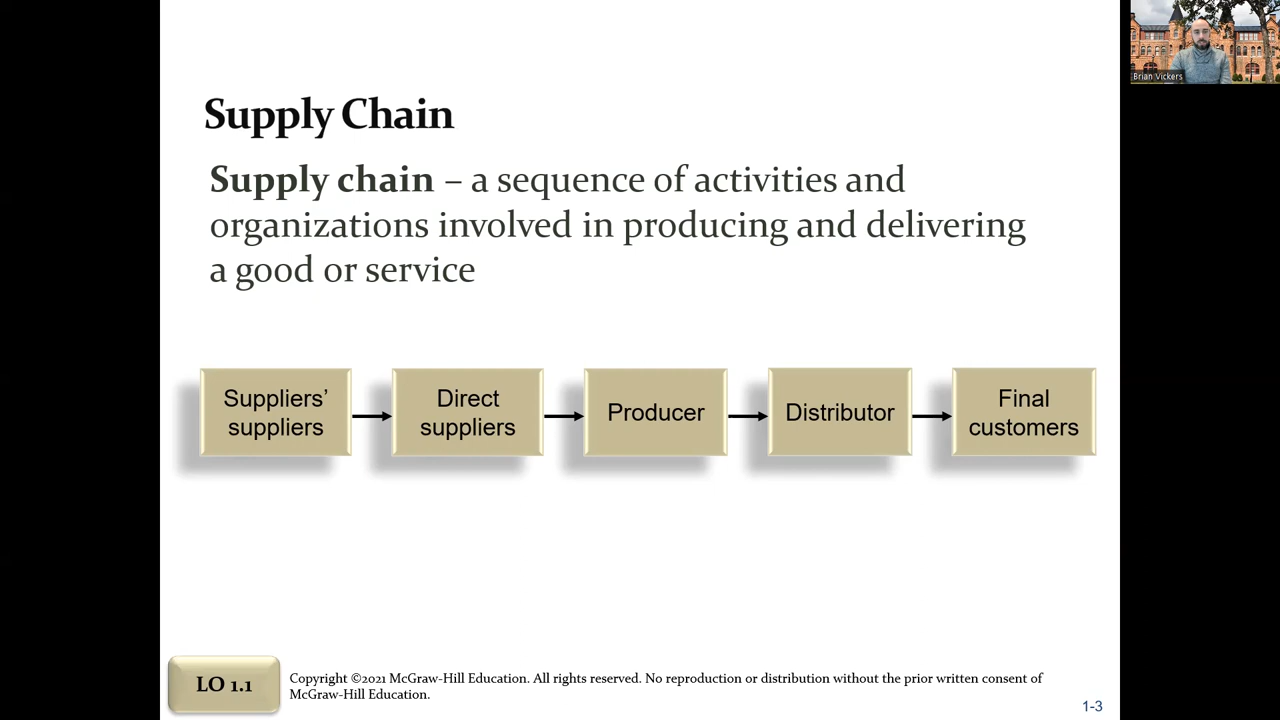 Brian Vickers
Supply Chain
Supply chain – a sequence of activities and
organizations involved in producing and delivering
a good or service
Suppliers’
suppliers
Direct
suppliers
Producer
Distributor
Final
customers
LO 1.1
Copyright ©2021 McGraw-Hill Education. All rights reserved. No reproduction or distribution without the prior written consent of
McGraw-Hill Education.
1-3